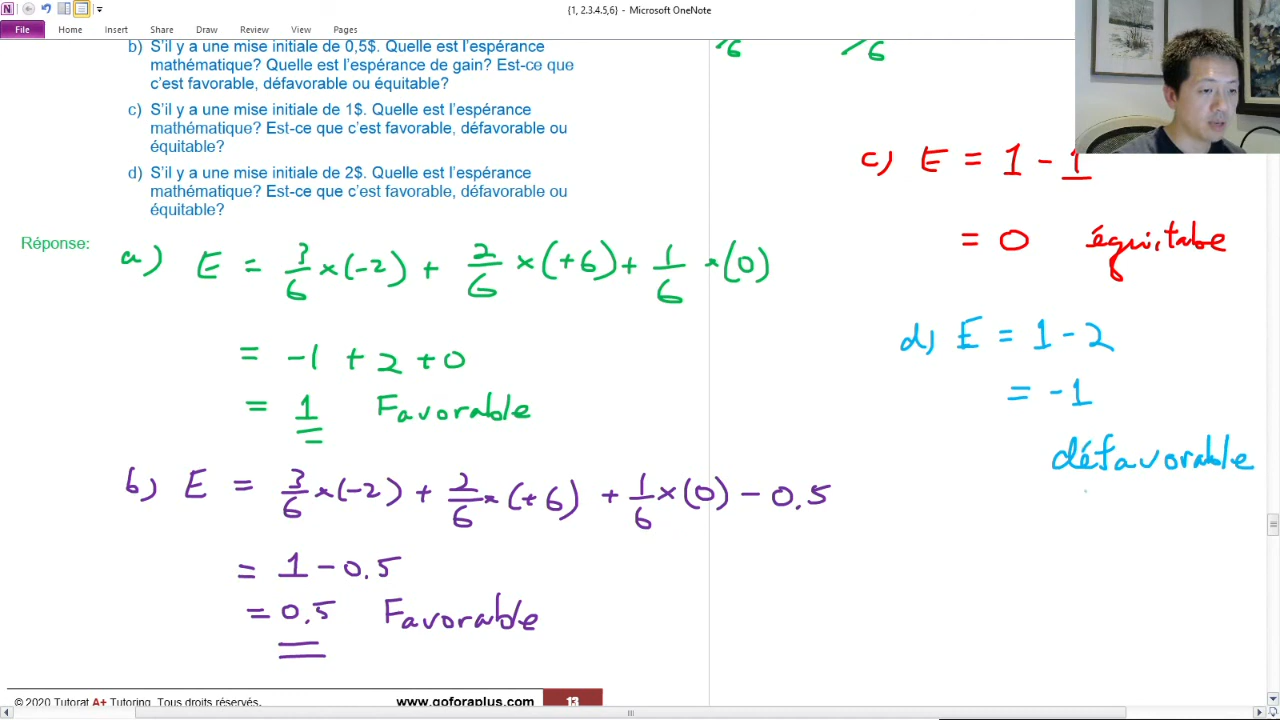 {1, 2.3.4.5,6} - Microsoft OneNote
File Home Insert Share Draw Review View Pages
b) S'il y a une mise initiale de 0,5$. Quelle est l'espérance
mathématique? Quelle est l'espérance de gain? Est-ce que
c'est favorable, défavorable ou équitable?
c) S'il y a une mise initiale de 1$. Quelle est l'espérance
mathématique? Est-ce que c'est favorable, défavorable ou
équitable?
d) S'il y a une mise initiale de 2$. Quelle est l'espérance
mathématique? Est-ce que c'est favorable, défavorable ou
équitable?
Réponse:
a) E = 3/6 × (-2) + 2/6 × (+6) + 1/6 × (0)
= -1 + 2 + 0
= 1 Favorable
b) E = 3/6 × (-2) + 2/6 × (+6) + 1/6 × (0) - 0.5
= 1 - 0.5
= 0.5 Favorable
6 6
c) E = 1 - 1
= 0 équitabe
d) E = 1 - 2
= -1
défavorable
© 2020 Tutorat A+ Tutoring. Tous droits réservés. www.goforaplus.com 13